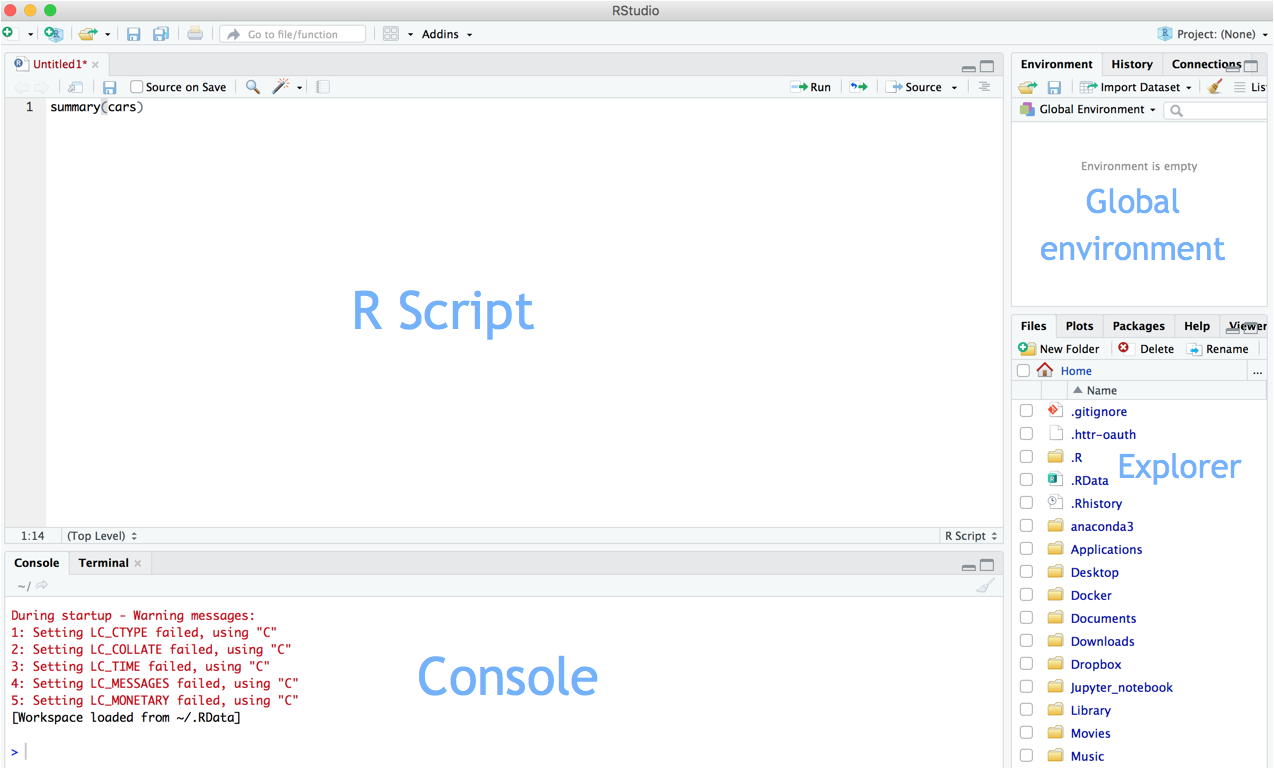 RStudio
Go to file/function
Addins
Project: (None)
Untitled1*
Source on Save
Run
Source
1 summary(cars)
R Script
1:14 (Top Level) R Script
Console Terminal
~/
During startup - Warning messages:
1: Setting LC_CTYPE failed, using "C"
2: Setting LC_COLLATE failed, using "C"
3: Setting LC_TIME failed, using "C"
4: Setting LC_MESSAGES failed, using "C"
5: Setting LC_MONETARY failed, using "C"
[Workspace loaded from ~/.RData]
>
Console
Environment History Connections
Import Dataset Lis
Global Environment
Environment is empty
Global
environment
Files Plots Packages Help Viewer
New Folder Delete Rename
Home ...
Name
.gitignore
.httr-oauth
.R
Explorer
.RData
.Rhistory
anaconda3
Applications
Desktop
Docker
Documents
Downloads
Dropbox
Jupyter_notebook
Library
Movies
Music